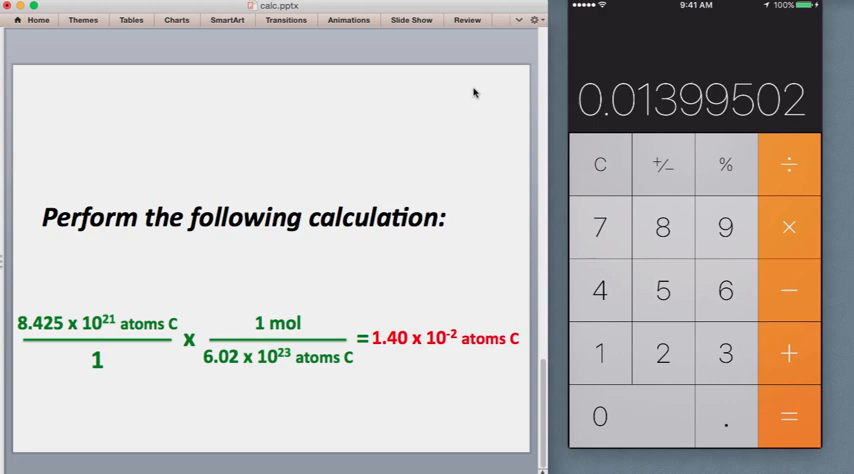 calc.pptx
Home Themes Tables Charts SmartArt Transitions Animations Slide Show Review
Perform the following calculation:
8.425 x 10²¹ atoms C
1
x
1 mol
6.02 x 10²³ atoms C
= 1.40 x 10⁻² atoms C
9:41 AM 100%
0.01399502
C +/− % ÷
7 8 9 ×
4 5 6 −
1 2 3 +
0 . =